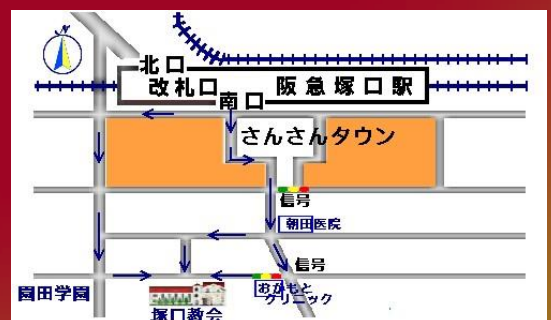 N
北口
改札口
阪急塚口駅
南口
さんさんタウン
信号
朝田医院
信号
園田学園
おかもと
クリニック
塚口教会